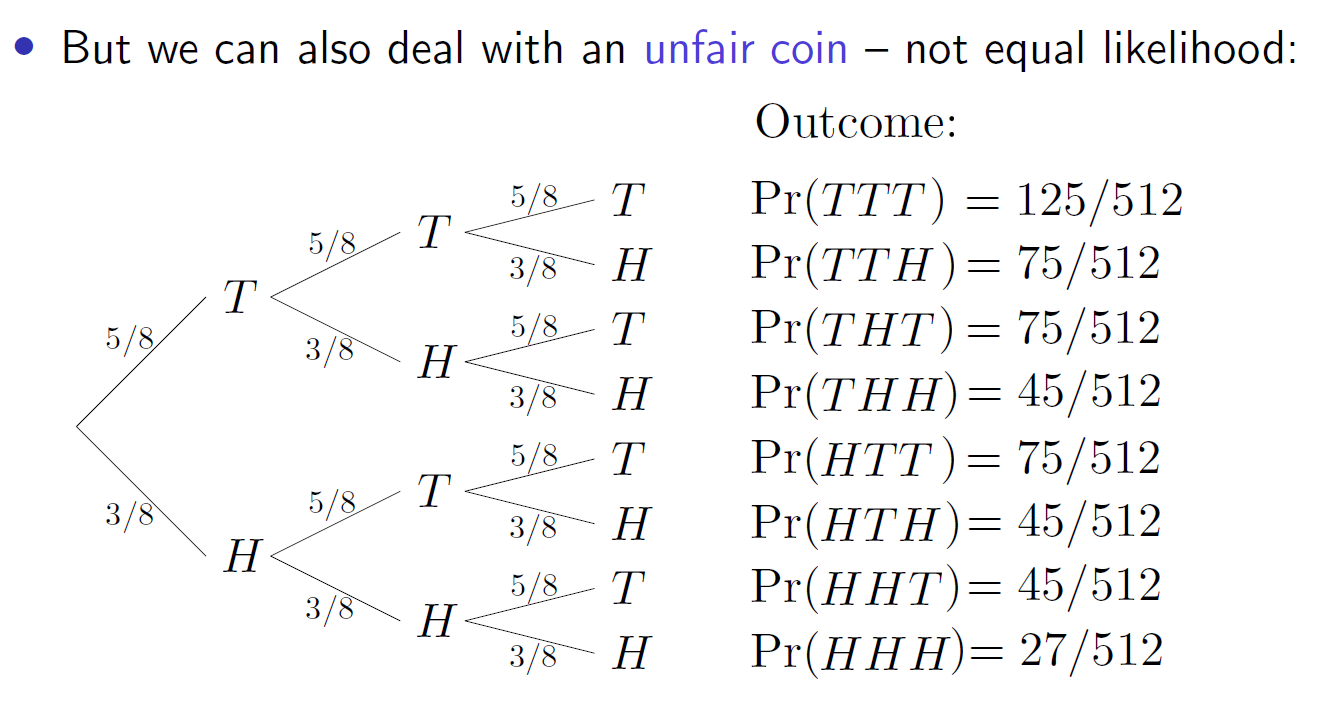 • But we can also deal with an unfair coin – not equal likelihood:
Outcome:
5/8 T Pr(TTT) = 125/512
5/8 T
3/8 H Pr(TTH) = 75/512
5/8 T
5/8 T Pr(THT) = 75/512
3/8 H
3/8 H Pr(THH) = 45/512
5/8 T Pr(HTT) = 75/512
5/8 T
3/8 H Pr(HTH) = 45/512
3/8 H
5/8 T Pr(HHT) = 45/512
3/8 H
3/8 H Pr(HHH) = 27/512